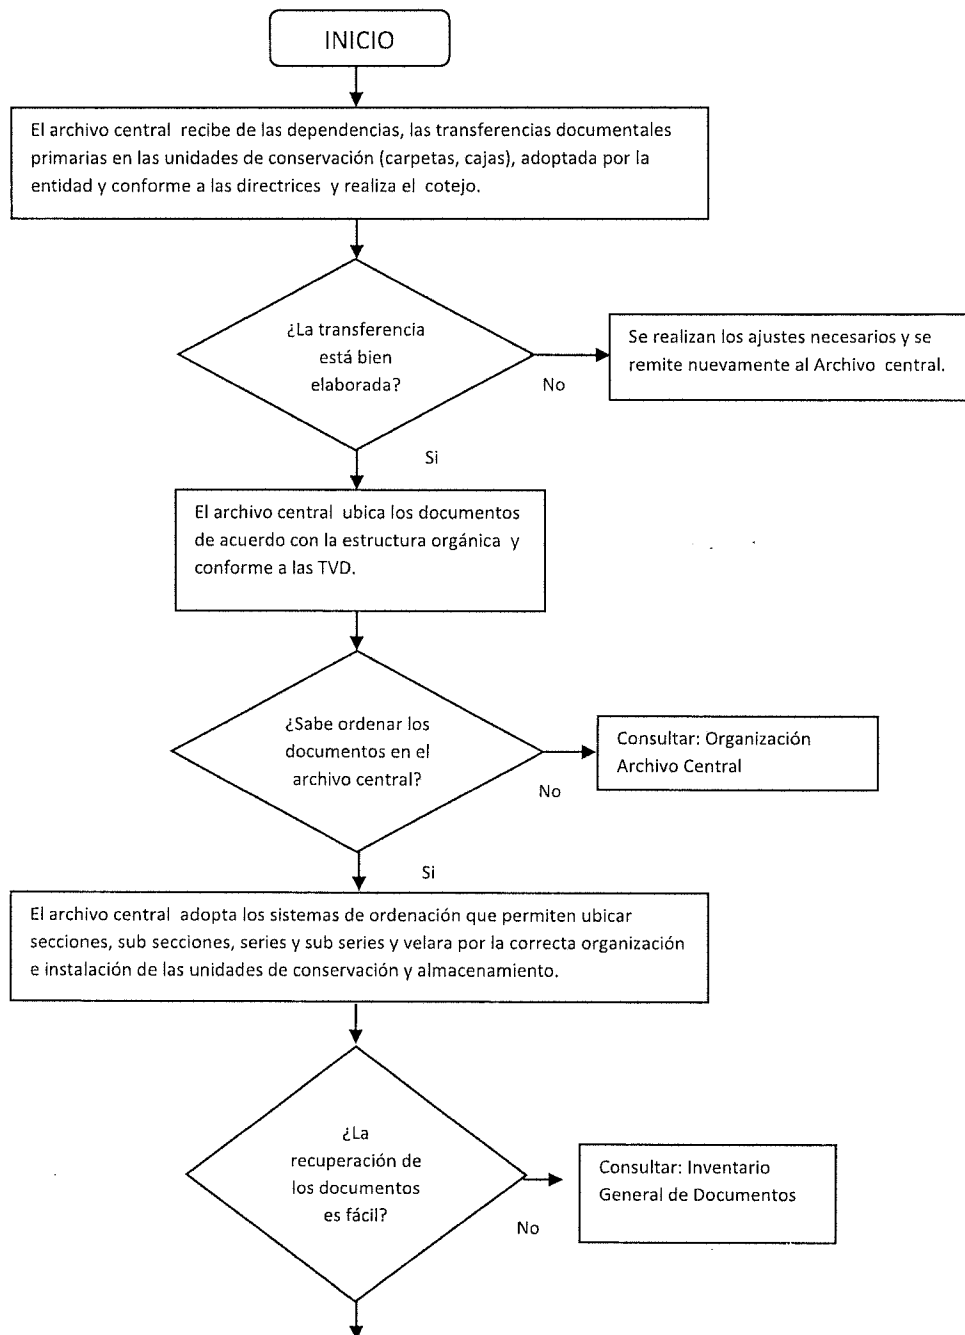 INICIO
El archivo central recibe de las dependencias, las transferencias documentales
primarias en las unidades de conservación (carpetas, cajas), adoptada por la
entidad y conforme a las directrices y realiza el cotejo.
¿La transferencia
está bien
elaborada?
No
Se realizan los ajustes necesarios y se
remite nuevamente al Archivo central.
Si
El archivo central ubica los documentos
de acuerdo con la estructura orgánica y
conforme a las TVD.
¿Sabe ordenar los
documentos en el
archivo central?
No
Consultar: Organización
Archivo Central
Si
El archivo central adopta los sistemas de ordenación que permiten ubicar
secciones, sub secciones, series y sub series y velara por la correcta organización
e instalación de las unidades de conservación y almacenamiento.
¿La
recuperación de
los documentos
es fácil?
No
Consultar: Inventario
General de Documentos